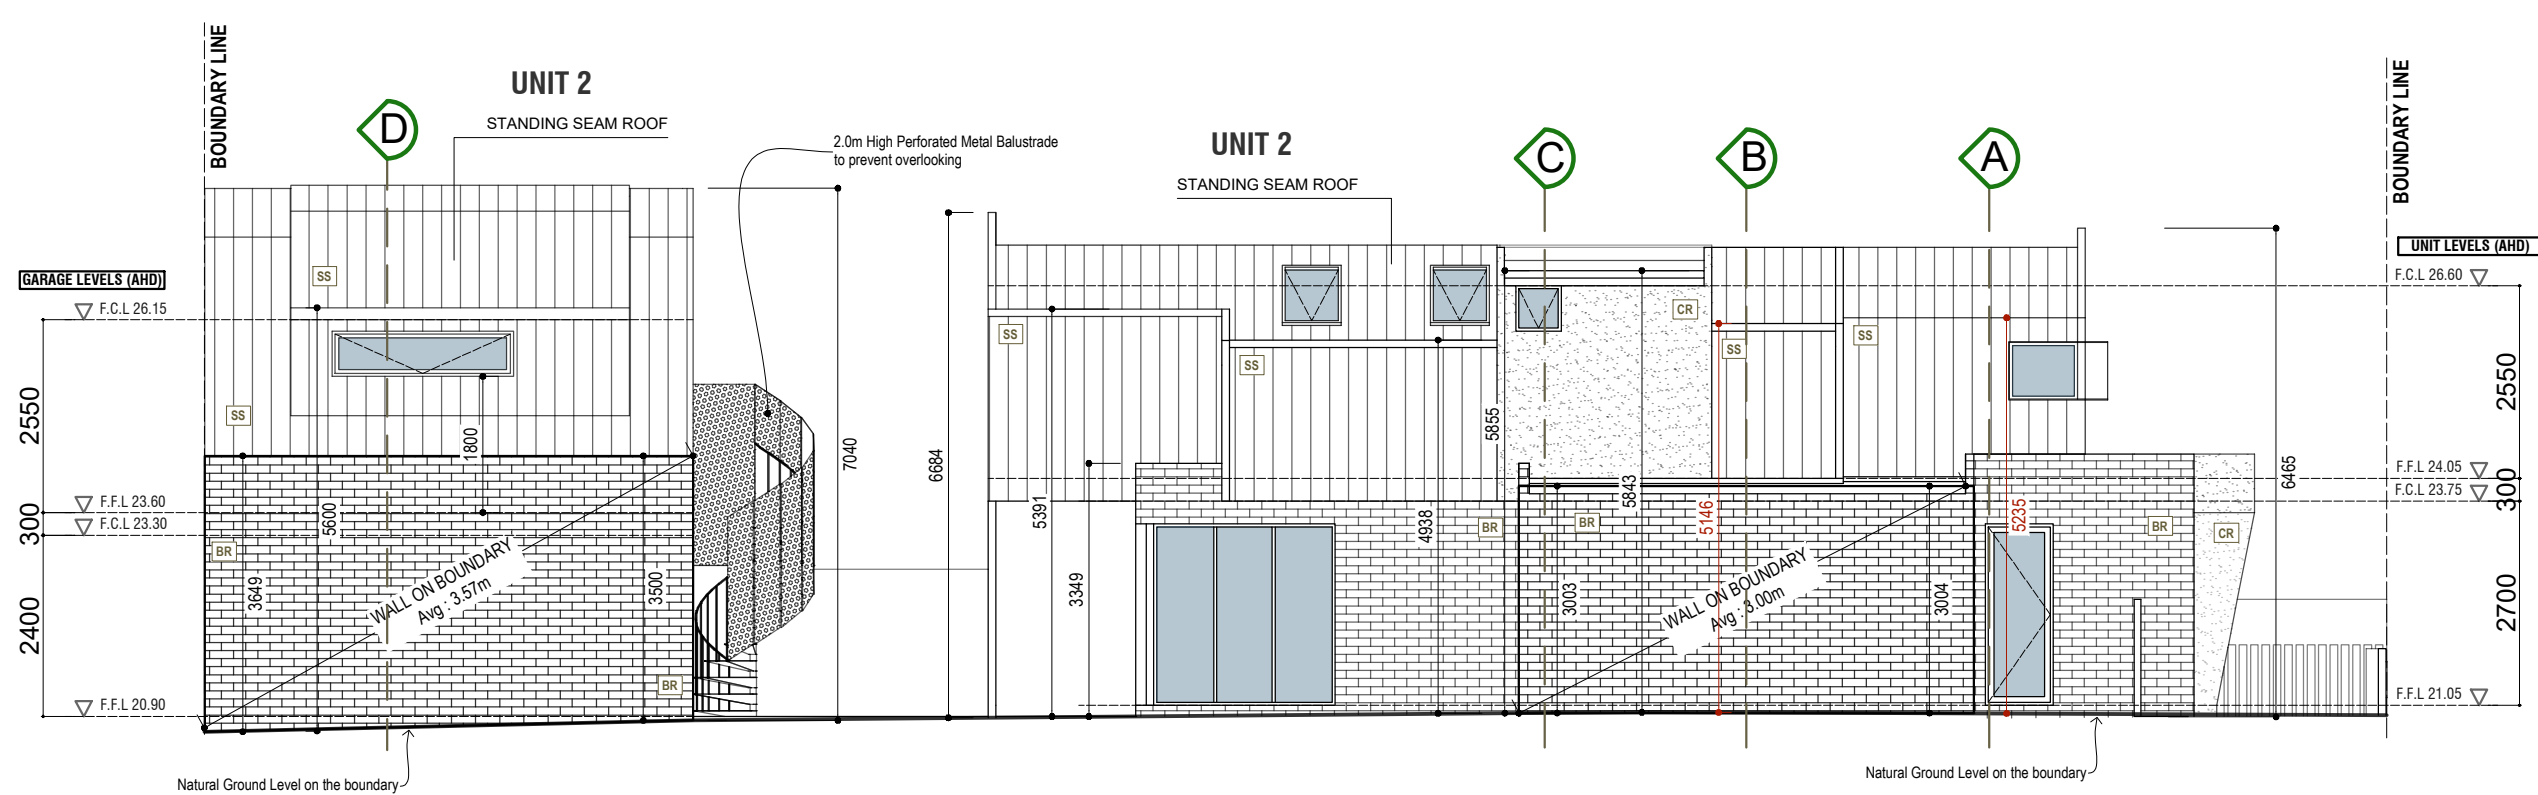 BOUNDARY LINE
UNIT 2
D
STANDING SEAM ROOF
2.0m High Perforated Metal Balustrade
to prevent overlooking
UNIT 2
STANDING SEAM ROOF
C
B
A
BOUNDARY LINE
GARAGE LEVELS (AHD)
F.C.L 26.15
F.F.L 23.60
F.C.L 23.30
F.F.L 20.90
2550
300
2400
SS
SS
BR
BR
1800
5600
3649
3500
WALL ON BOUNDARY
Avg : 3.57m
7040
6684
5391
3349
SS
SS
4938
5855
BR
BR
CR
5843
SS
SS
5146
5235
3003
3004
WALL ON BOUNDARY
Avg : 3.00m
BR
CR
6465
UNIT LEVELS (AHD)
F.C.L 26.60
F.F.L 24.05
F.C.L 23.75
F.F.L 21.05
2550
300
2700
Natural Ground Level on the boundary
Natural Ground Level on the boundary